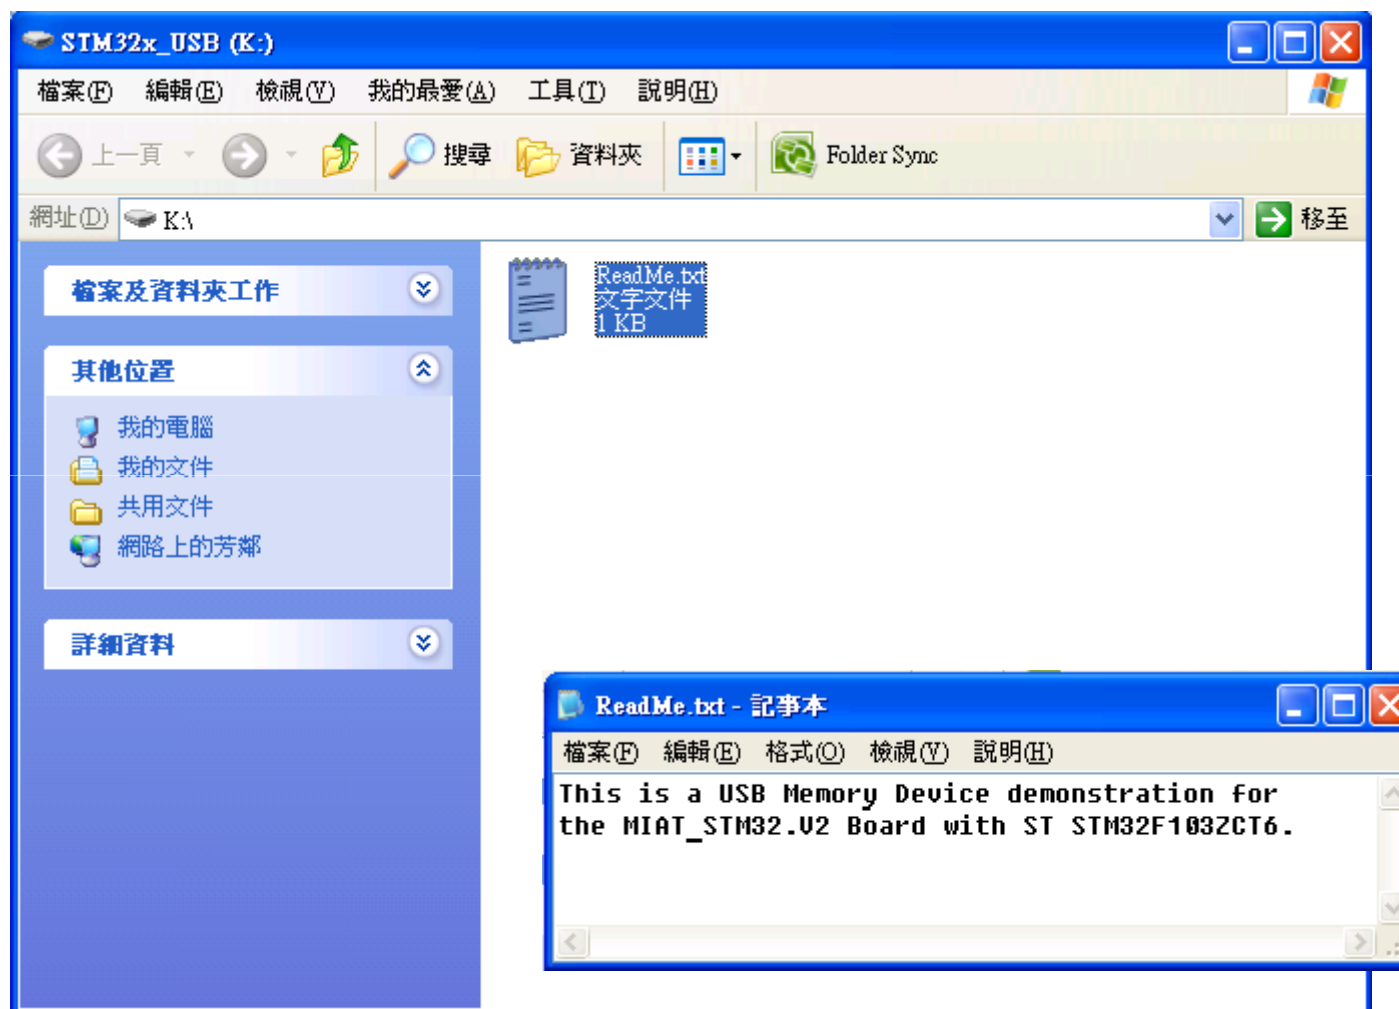 STM32x_USB (K:)
檔案(F) 編輯(E) 檢視(V) 我的最愛(A) 工具(T) 說明(H)
上一頁 搜尋 資料夾 Folder Sync
網址(D) K:\ 移至
檔案及資料夾工作
其他位置
我的電腦
我的文件
共用文件
網路上的芳鄰
詳細資料
ReadMe.txt
文字文件
1 KB
ReadMe.txt - 記事本
檔案(F) 編輯(E) 格式(O) 檢視(V) 說明(H)
This is a USB Memory Device demonstration for
the MIAT_STM32.V2 Board with ST STM32F103ZCT6.